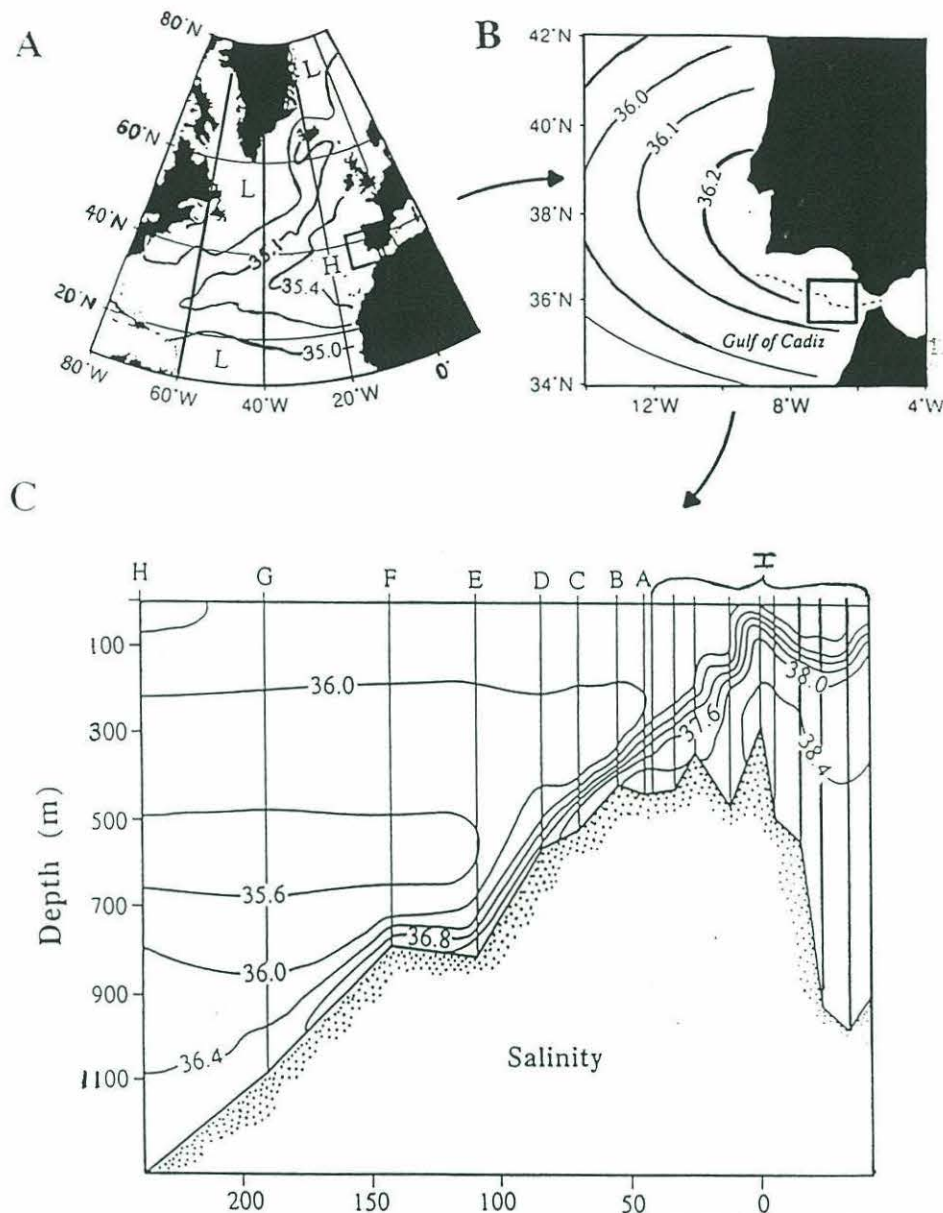 A
80°N
60°N
40°N
20°N
80°W
60°W
40°W
20°W
0°
L
L
H
L
35.1
35.4
35.0
B
42°N
40°N
38°N
36°N
34°N
12°W
8°W
4°W
36.0
36.1
36.2
Gulf of Cadiz
C
H G F E D C B A I
100
300
500
700
900
1100
Depth (m)
36.0
35.6
36.0
36.4
36.8
37.6
38.0
38.4
Salinity
200 150 100 50 0